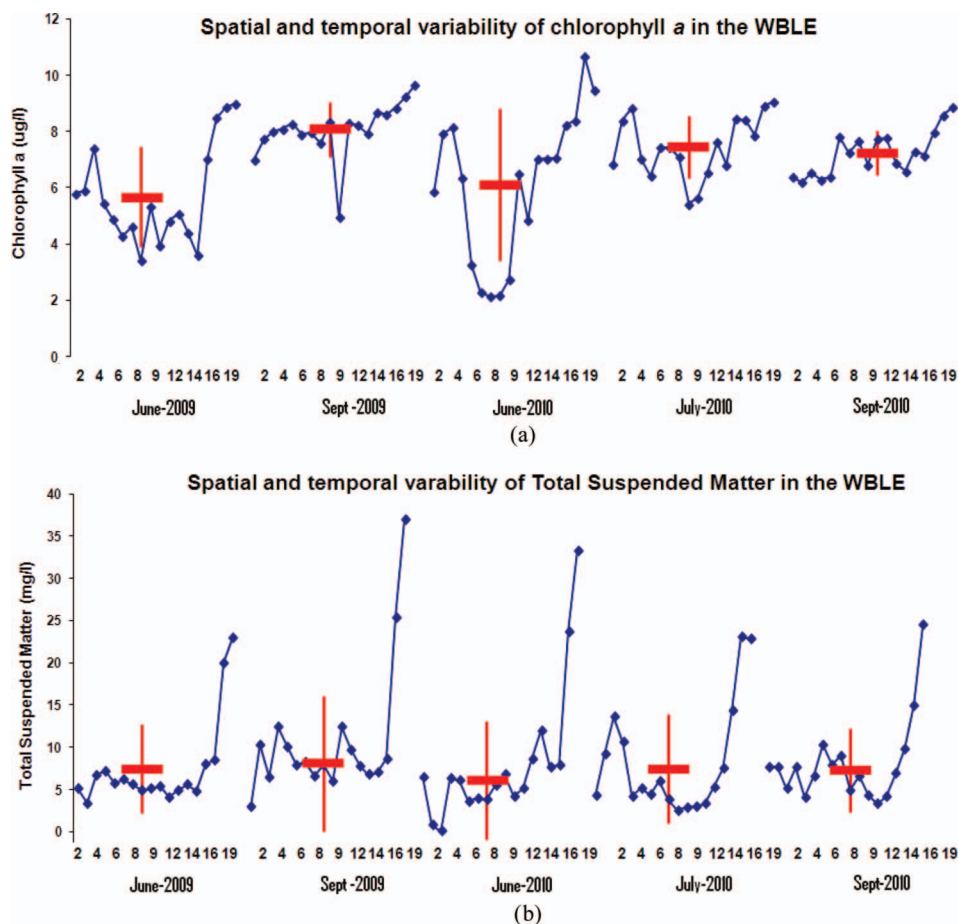 Spatial and temporal variability of chlorophyll a in the WBLE
12
10
8
6
4
2
0
Chlorophyll a (ug/l)
2 4 6 8 9 12 14 16 19 2 4 6 8 9 12 14 16 19 2 4 6 8 9 12 14 16 19 2 4 6 8 9 12 14 16 19 2 4 6 8 9 12 14 16 19
June-2009 Sept-2009 June-2010 July-2010 Sept-2010
(a)
Spatial and temporal varability of Total Suspended Matter in the WBLE
40
35
30
25
20
15
10
5
0
Total Suspended Matter (mg/l)
2 4 6 8 9 12 14 16 19 2 4 6 8 9 12 14 16 19 2 4 6 8 9 12 14 16 19 2 4 6 8 9 12 14 16 19 2 4 6 8 9 12 14 16 19
June-2009 Sept-2009 June-2010 July-2010 Sept-2010
(b)